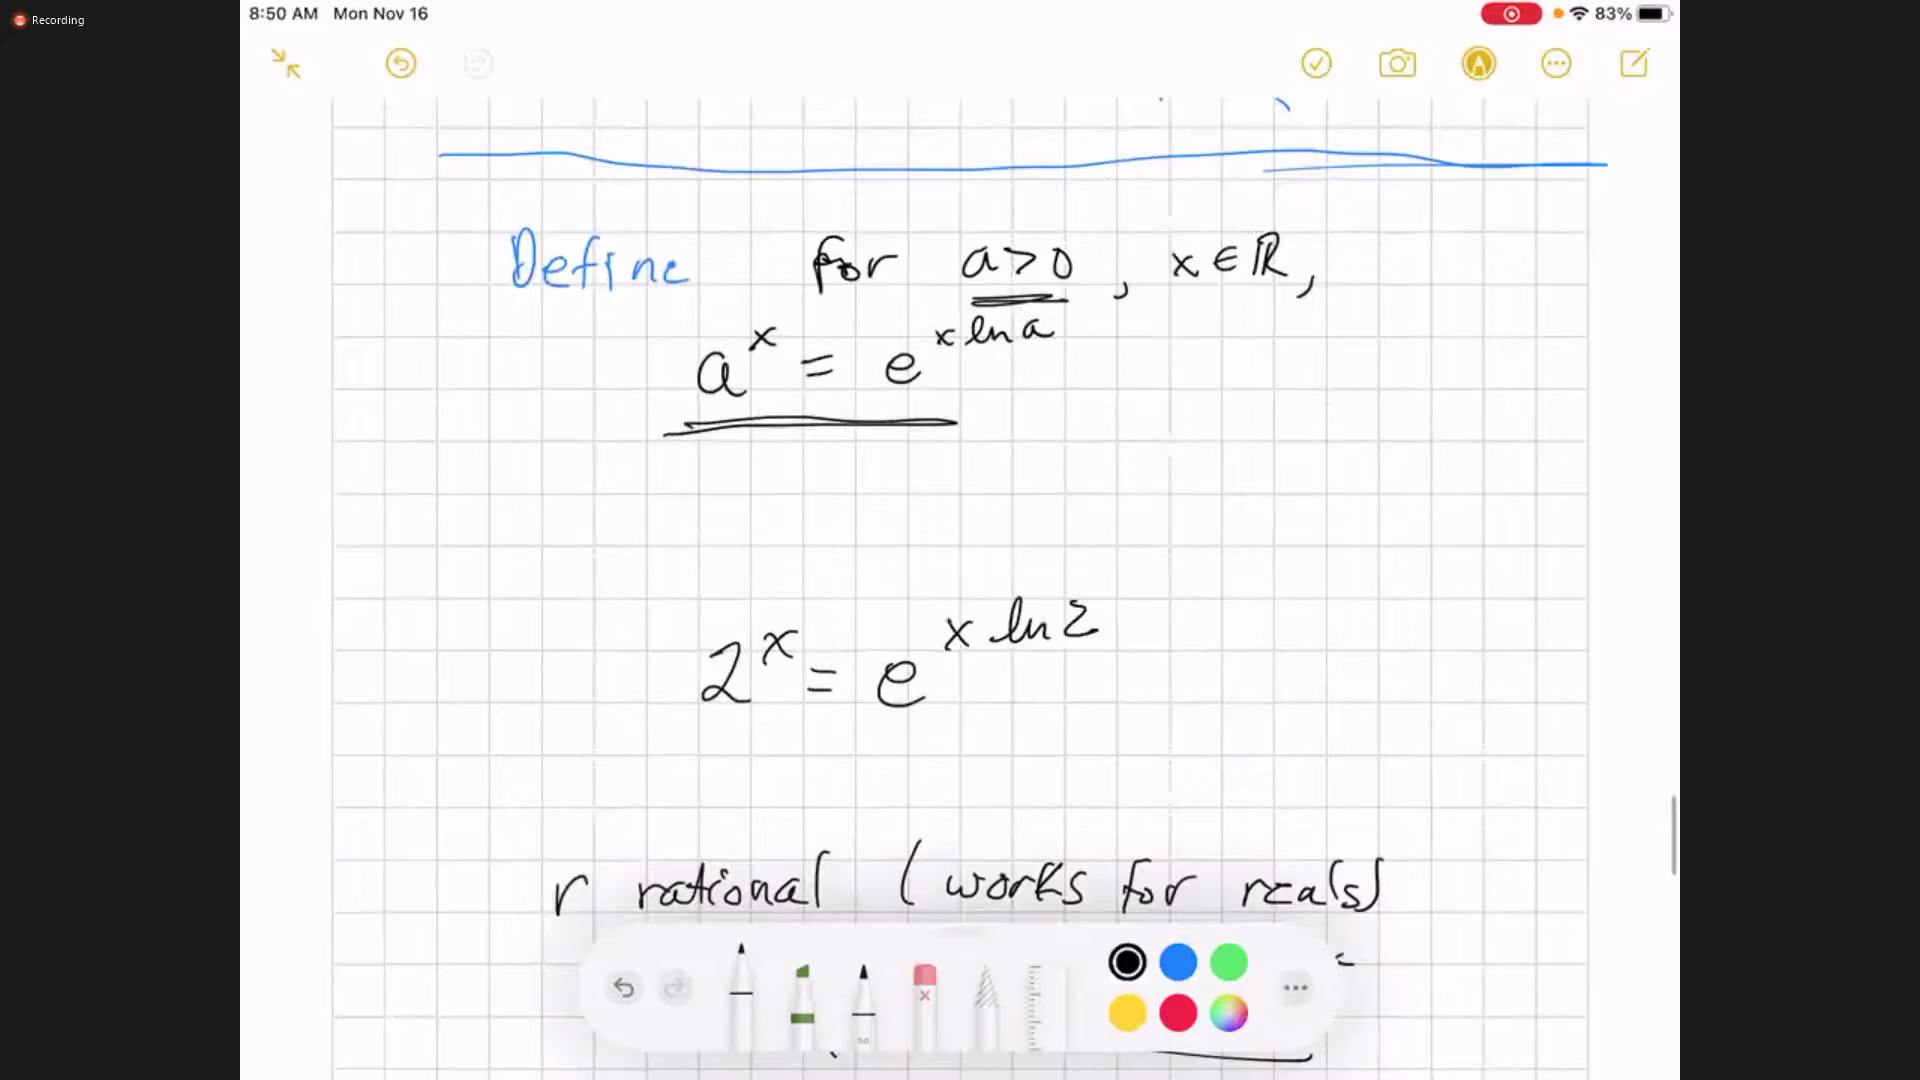 Recording
8:50 AM Mon Nov 16
83%
Define for a>0, x∈ℝ,
a^x = e^(x ln a)
2^x = e^(x ln 2)
r rational (works for reals)
50